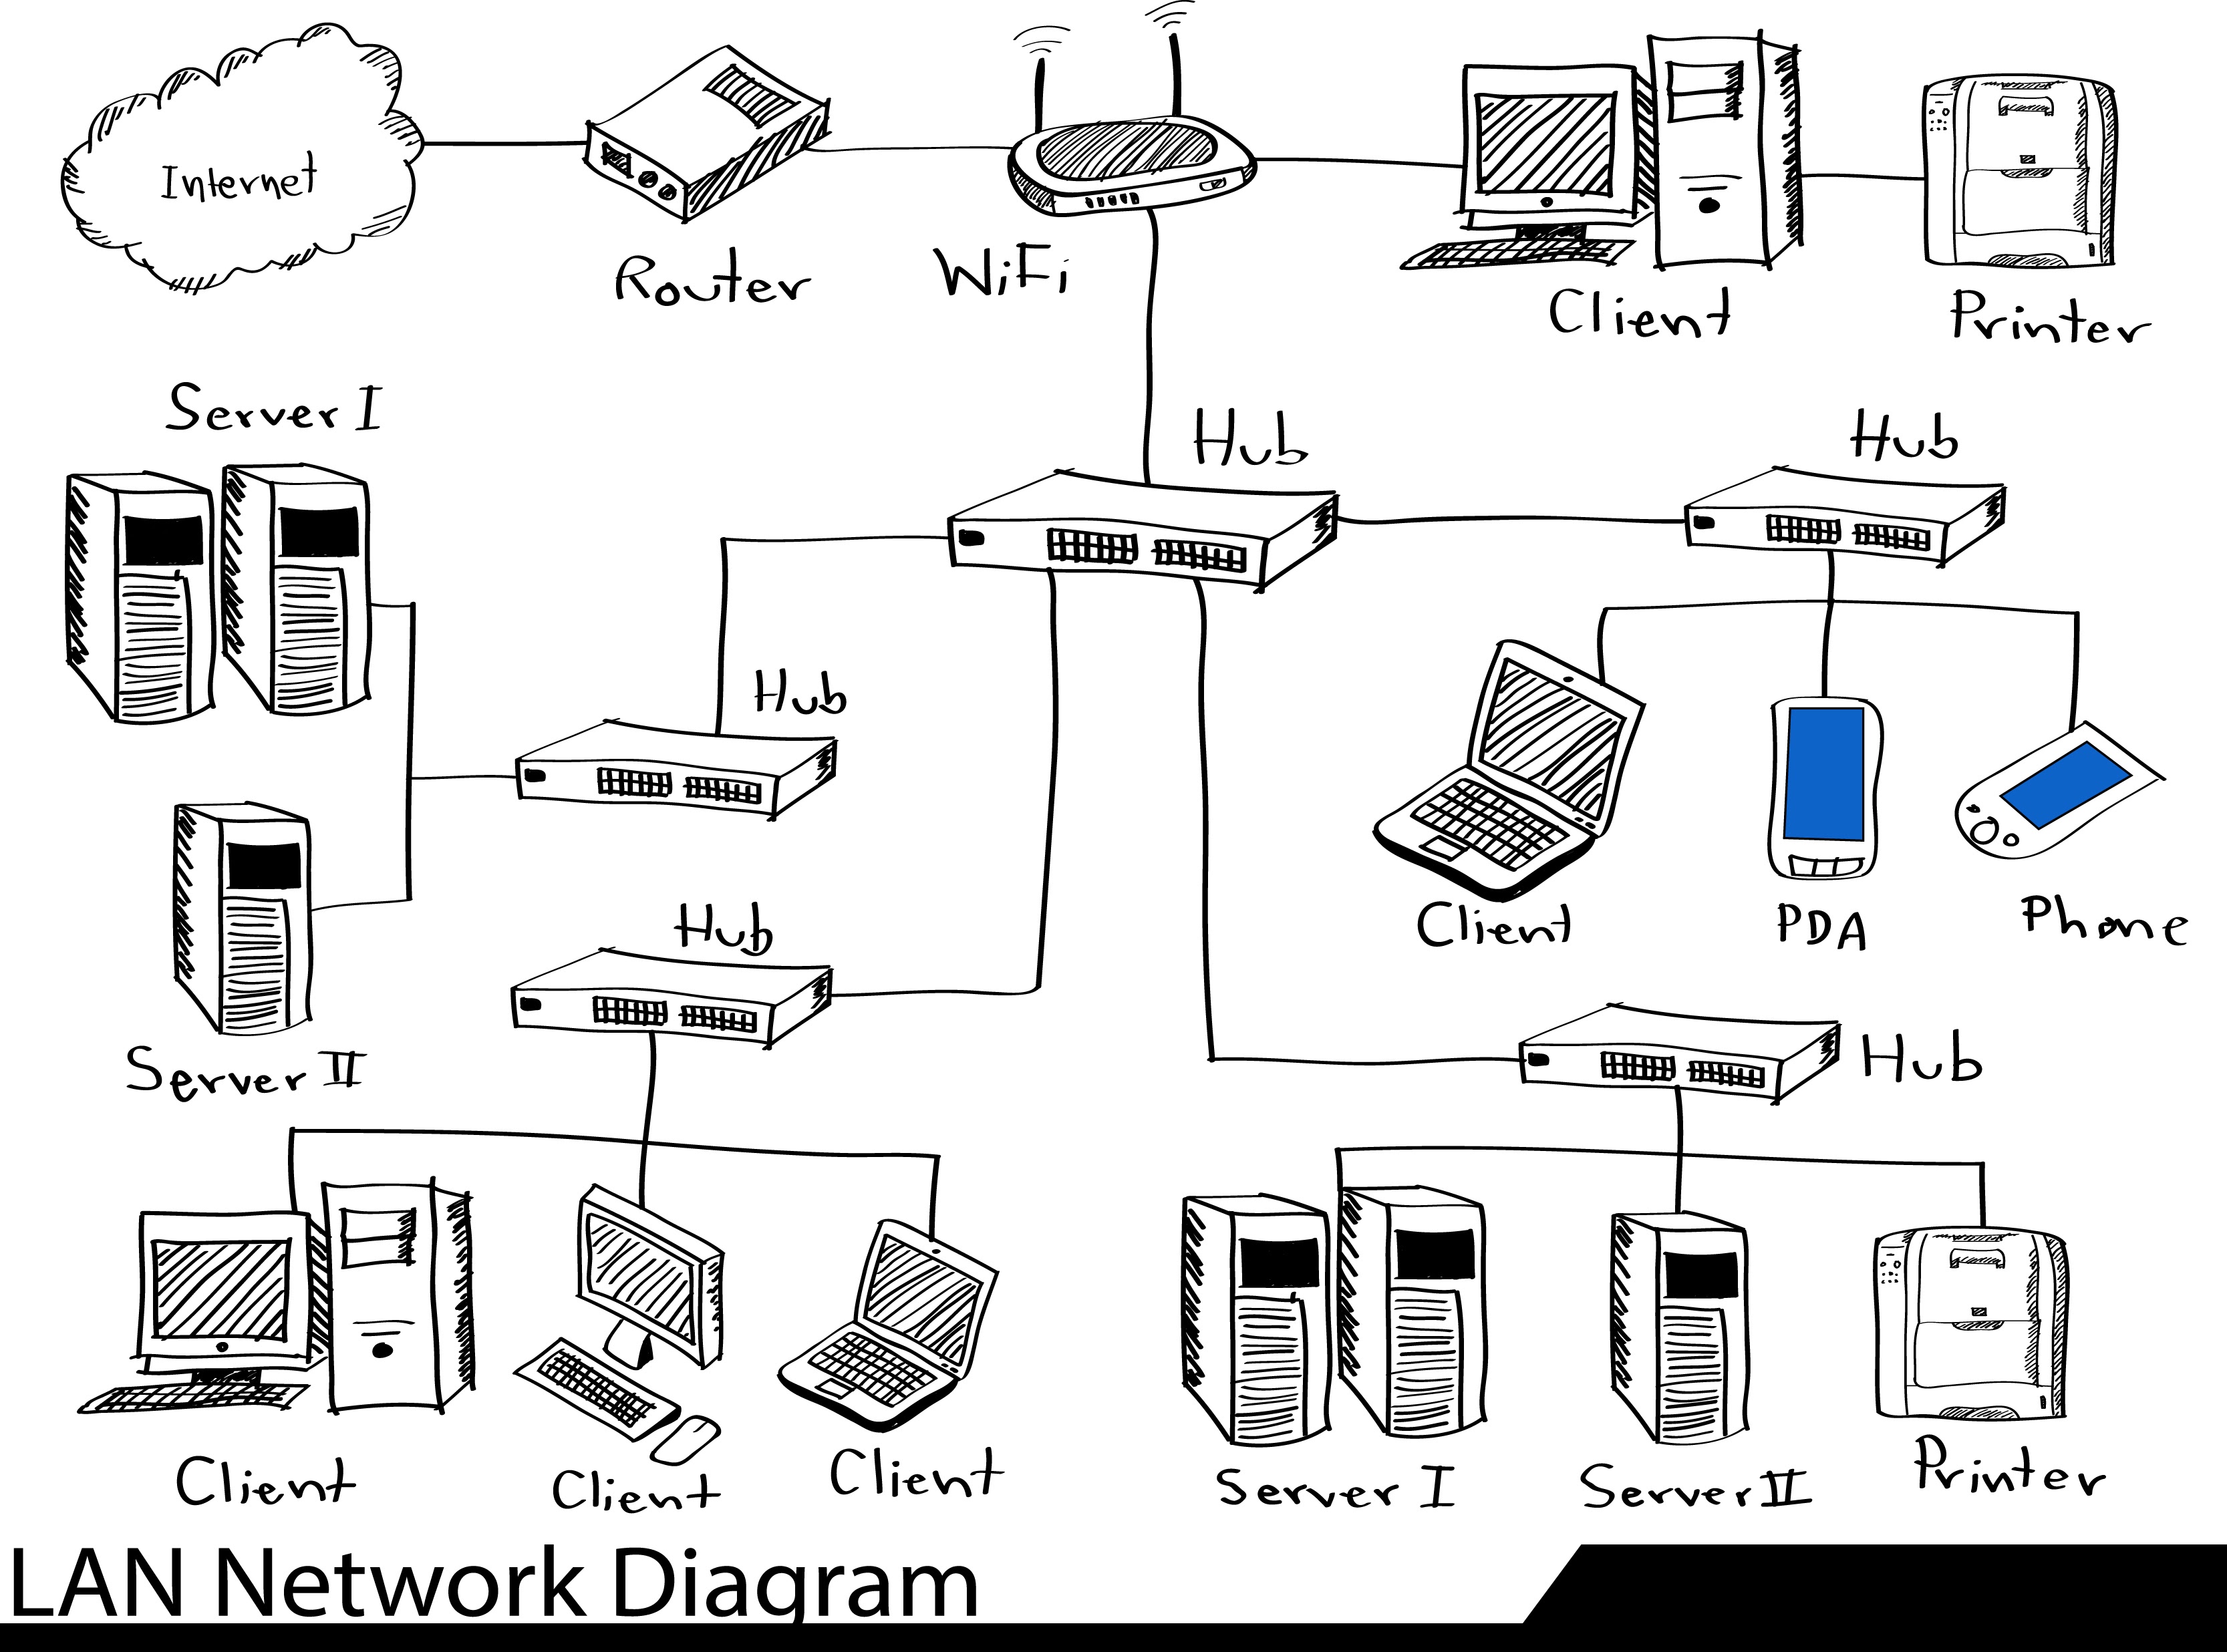 Internet
Router
WiFi
Client
Printer
Server I
Hub
Hub
Hub
Client
PDA
Phone
Hub
Server II
Hub
Client
Client
Client
Server I
Server II
Printer
LAN Network Diagram